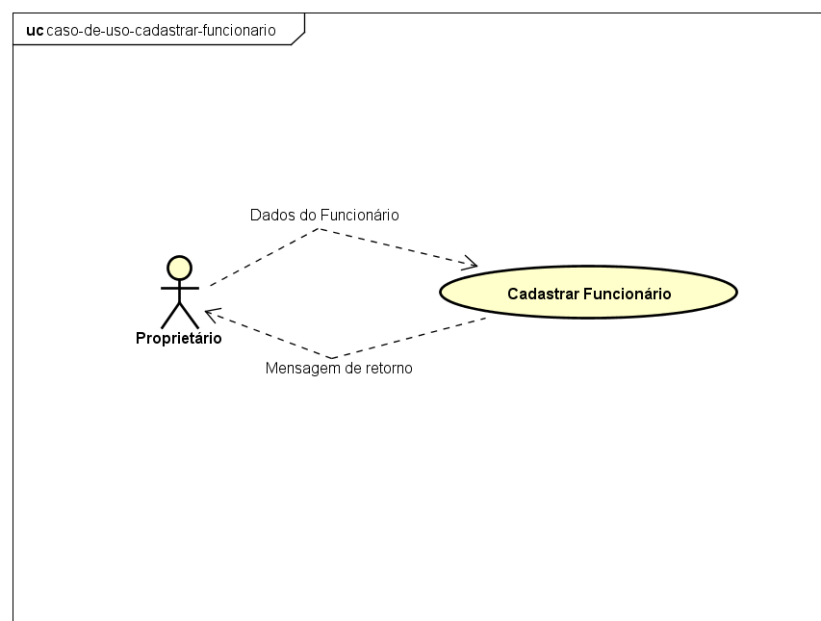 uc caso-de-uso-cadastrar-funcionario
Dados do Funcionário
Cadastrar Funcionário
Proprietário
Mensagem de retorno